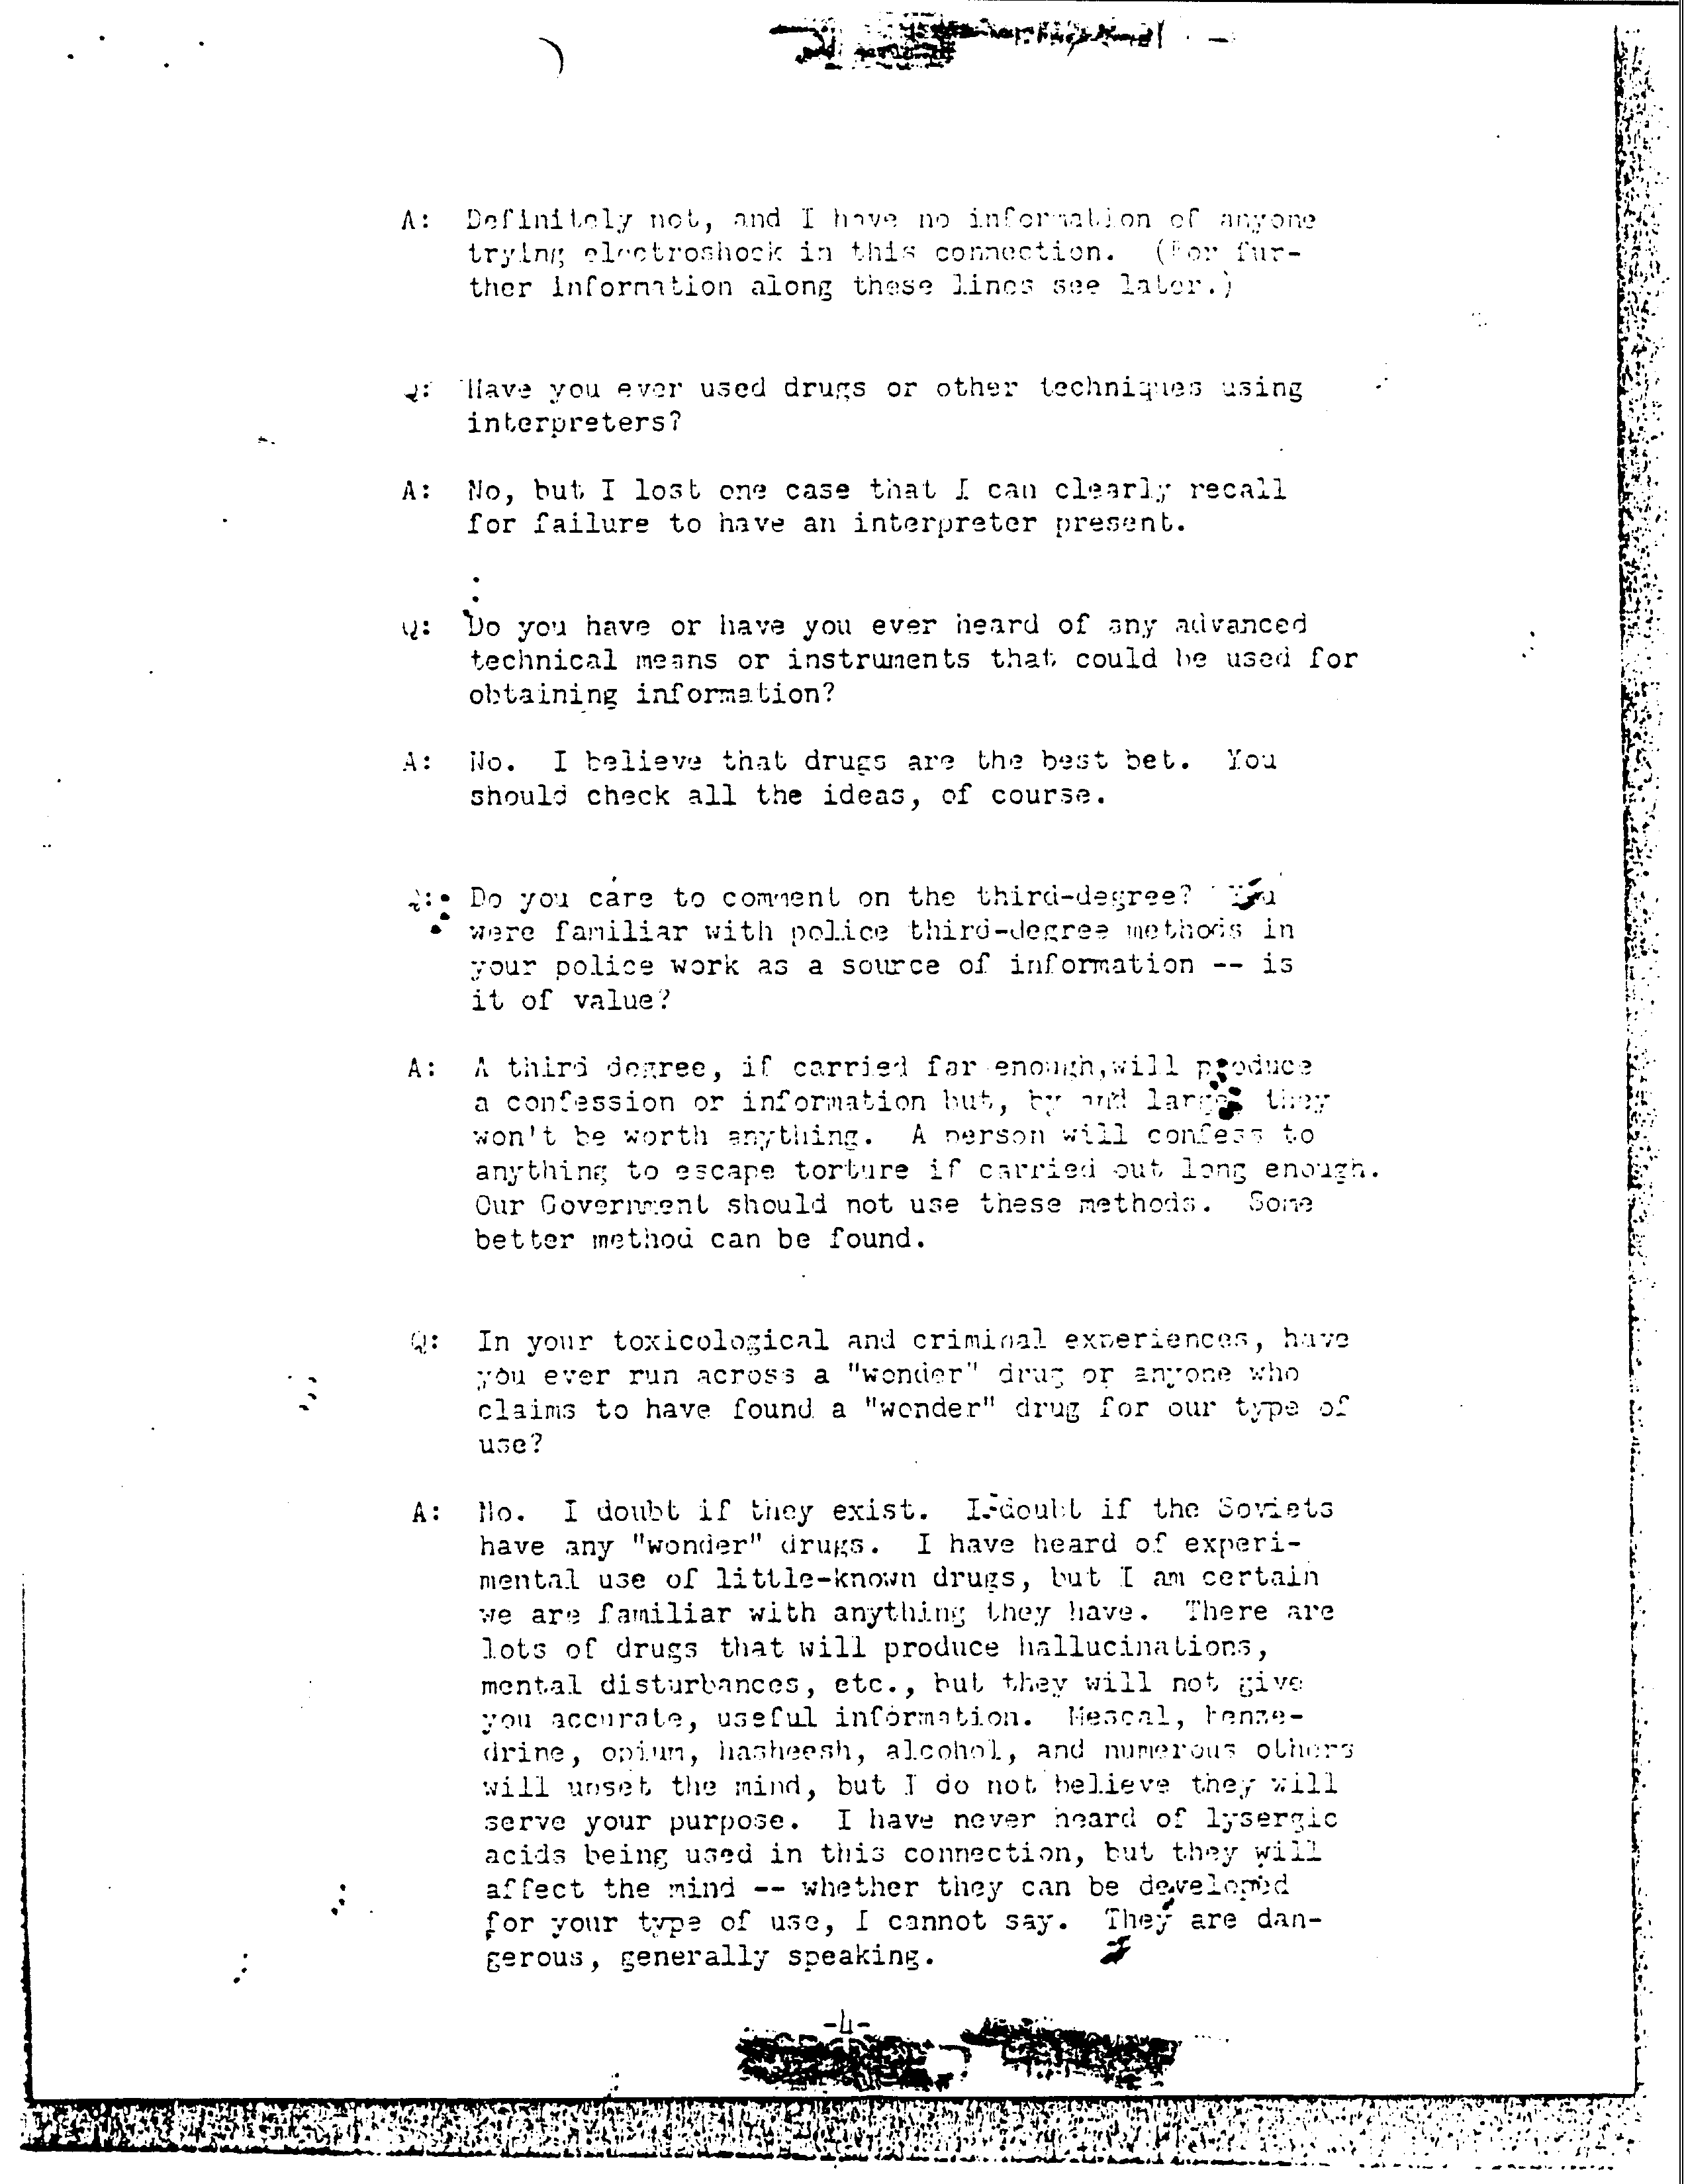 A: Definitely not, and I have no information of anyone
trying electroshock in this connection. (For fur-
ther information along these lines see later.)
Q: Have you ever used drugs or other techniques using
interpreters?
A: No, but I lost one case that I can clearly recall
for failure to have an interpreter present.
Q: Do you have or have you ever heard of any advanced
technical means or instruments that could be used for
obtaining information?
A: No. I believe that drugs are the best bet. You
should check all the ideas, of course.
Q: Do you care to comment on the third-degree? You
were familiar with police third-degree methods in
your police work as a source of information -- is
it of value?
A: A third degree, if carried far enough, will produce
a confession or information but, by and large, they
won't be worth anything. A person will confess to
anything to escape torture if carried out long enough.
Our Government should not use these methods. Some
better method can be found.
Q: In your toxicological and criminal experiences, have
you ever run across a "wonder" drug or anyone who
claims to have found a "wonder" drug for our type of
use?
A: No. I doubt if they exist. I doubt if the Soviets
have any "wonder" drugs. I have heard of experi-
mental use of little-known drugs, but I am certain
we are familiar with anything they have. There are
lots of drugs that will produce hallucinations,
mental disturbances, etc., but they will not give
you accurate, useful information. Mescal, benze-
drine, opium, hasheesh, alcohol, and numerous others
will upset the mind, but I do not believe they will
serve your purpose. I have never heard of lysergic
acids being used in this connection, but they will
affect the mind -- whether they can be developed
for your type of use, I cannot say. They are dan-
gerous, generally speaking.
-4-